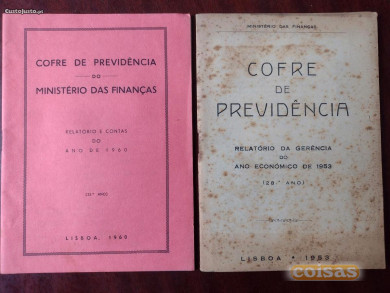 CustoJusto.pt
COFRE DE PREVIDÊNCIA
DO
MINISTÉRIO DAS FINANÇAS
RELATÓRIO E CONTAS
DO
ANO DE 1960
LISBOA, 1960
MINISTÉRIO DAS FINANÇAS
COFRE
DE
PREVIDÊNCIA
RELATÓRIO DA GERÊNCIA
DO
ANO ECONÓMICO DE 1953
(26.º ANO)
LISBOA • 1953
coisas